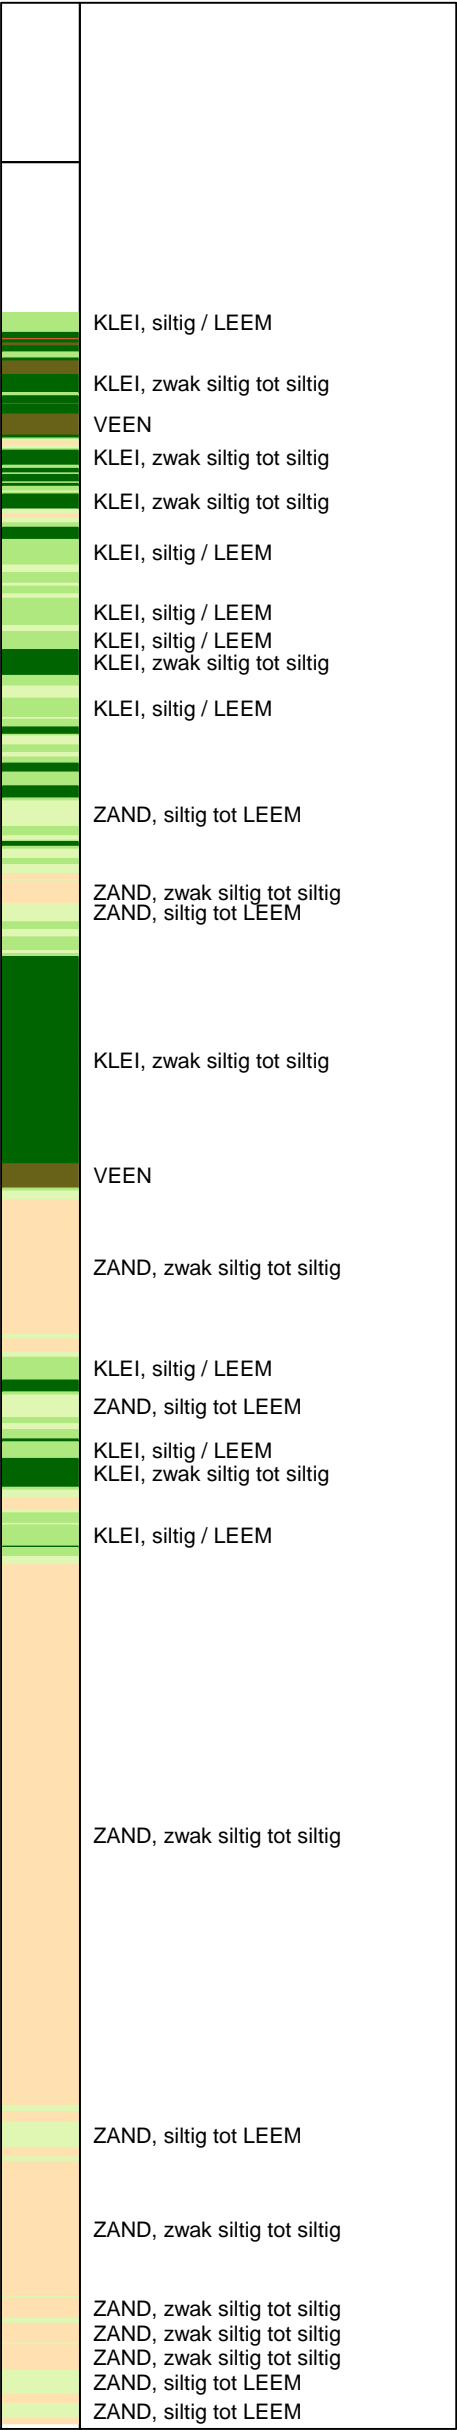 KLEI, siltig / LEEM
KLEI, zwak siltig tot siltig
VEEN
KLEI, zwak siltig tot siltig
KLEI, zwak siltig tot siltig
KLEI, siltig / LEEM
KLEI, siltig / LEEM
KLEI, siltig / LEEM
KLEI, zwak siltig tot siltig
KLEI, siltig / LEEM
ZAND, siltig tot LEEM
ZAND, zwak siltig tot siltig
ZAND, siltig tot LEEM
KLEI, zwak siltig tot siltig
VEEN
ZAND, zwak siltig tot siltig
KLEI, siltig / LEEM
ZAND, siltig tot LEEM
KLEI, siltig / LEEM
KLEI, zwak siltig tot siltig
KLEI, siltig / LEEM
ZAND, zwak siltig tot siltig
ZAND, siltig tot LEEM
ZAND, zwak siltig tot siltig
ZAND, zwak siltig tot siltig
ZAND, zwak siltig tot siltig
ZAND, zwak siltig tot siltig
ZAND, siltig tot LEEM
ZAND, siltig tot LEEM